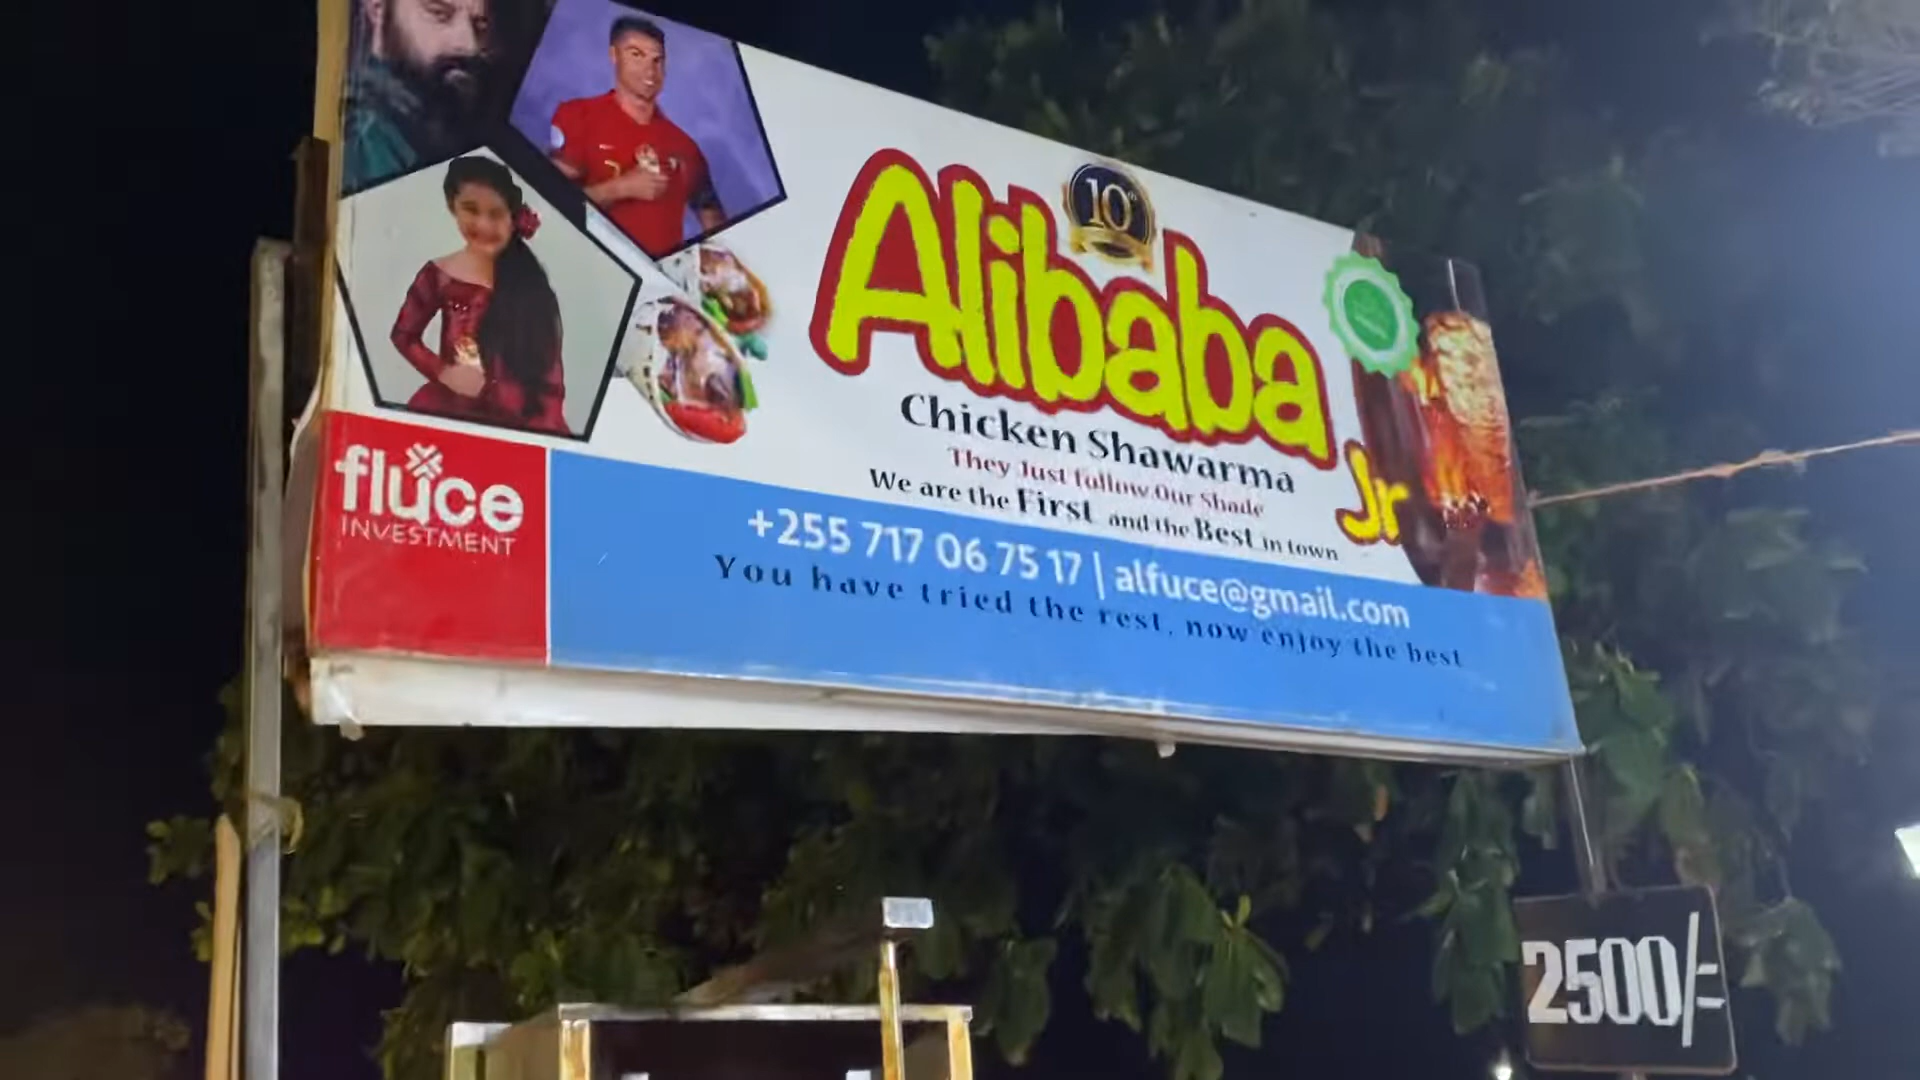 10
Alibaba
Jr
Chicken Shawarma
They Just follow Our Shade
We are the First and the Best in town
fluce
INVESTMENT
+255 717 06 75 17 | alfuce@gmail.com
You have tried the rest, now enjoy the best
2500/=